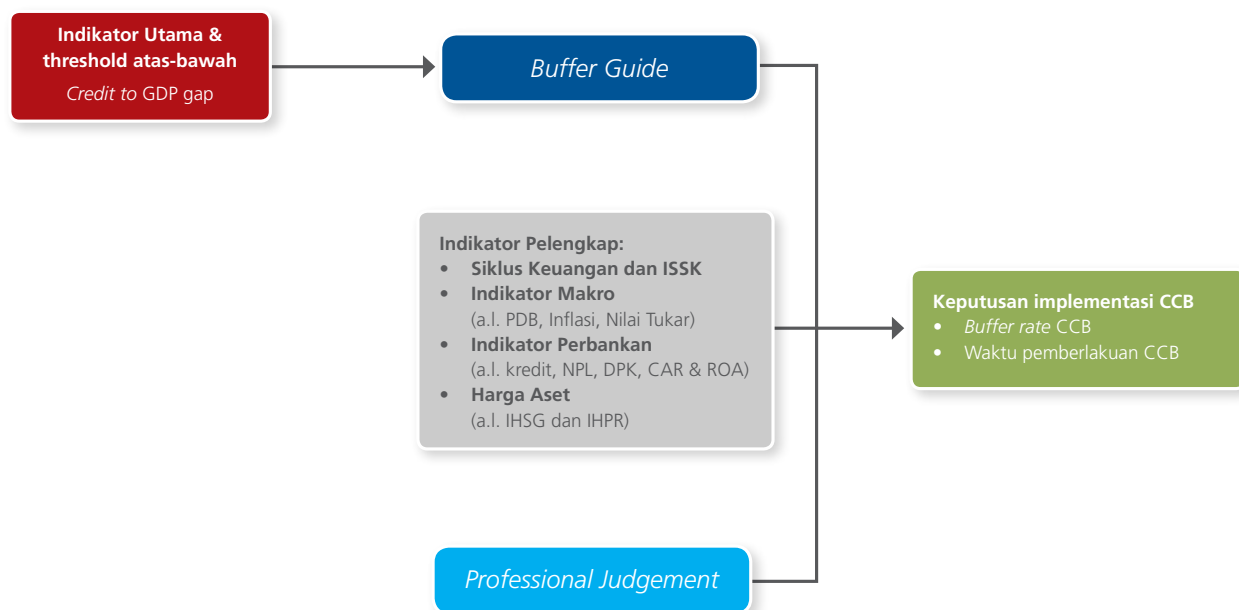 Indikator Utama &
threshold atas-bawah
Credit to GDP gap
Buffer Guide
Indikator Pelengkap:
• Siklus Keuangan dan ISSK
• Indikator Makro
(a.l. PDB, Inflasi, Nilai Tukar)
• Indikator Perbankan
(a.l. kredit, NPL, DPK, CAR & ROA)
• Harga Aset
(a.l. IHSG dan IHPR)
Professional Judgement
Keputusan implementasi CCB
• Buffer rate CCB
• Waktu pemberlakuan CCB